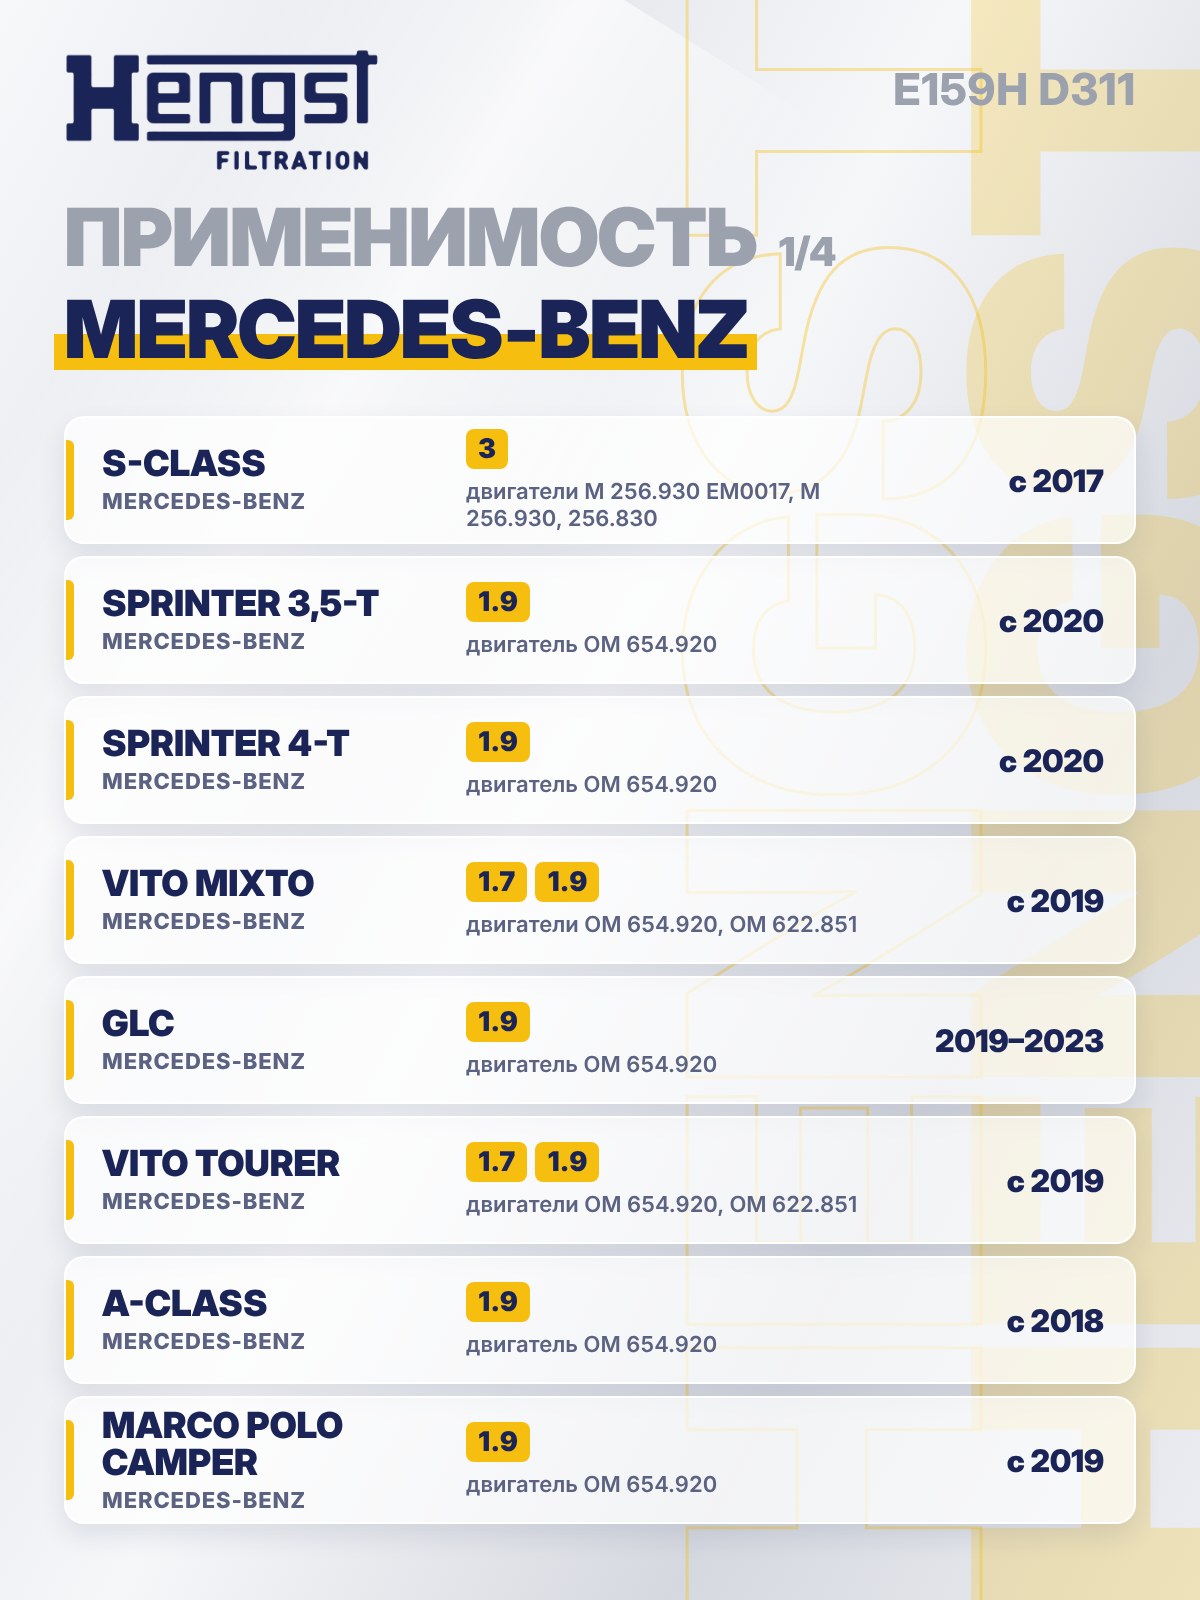 Hengst
FILTRATION
E159H D311
ПРИМЕНИМОСТЬ 1/4
MERCEDES-BENZ
S-CLASS
MERCEDES-BENZ
3
двигатели M 256.930 EM0017, M
256.930, 256.830
с 2017
SPRINTER 3,5-T
MERCEDES-BENZ
1.9
двигатель OM 654.920
с 2020
SPRINTER 4-T
MERCEDES-BENZ
1.9
двигатель OM 654.920
с 2020
VITO MIXTO
MERCEDES-BENZ
1.7 1.9
двигатели OM 654.920, OM 622.851
с 2019
GLC
MERCEDES-BENZ
1.9
двигатель OM 654.920
2019–2023
VITO TOURER
MERCEDES-BENZ
1.7 1.9
двигатели OM 654.920, OM 622.851
с 2019
A-CLASS
MERCEDES-BENZ
1.9
двигатель OM 654.920
с 2018
MARCO POLO
CAMPER
MERCEDES-BENZ
1.9
двигатель OM 654.920
с 2019
HENGST
HENGST